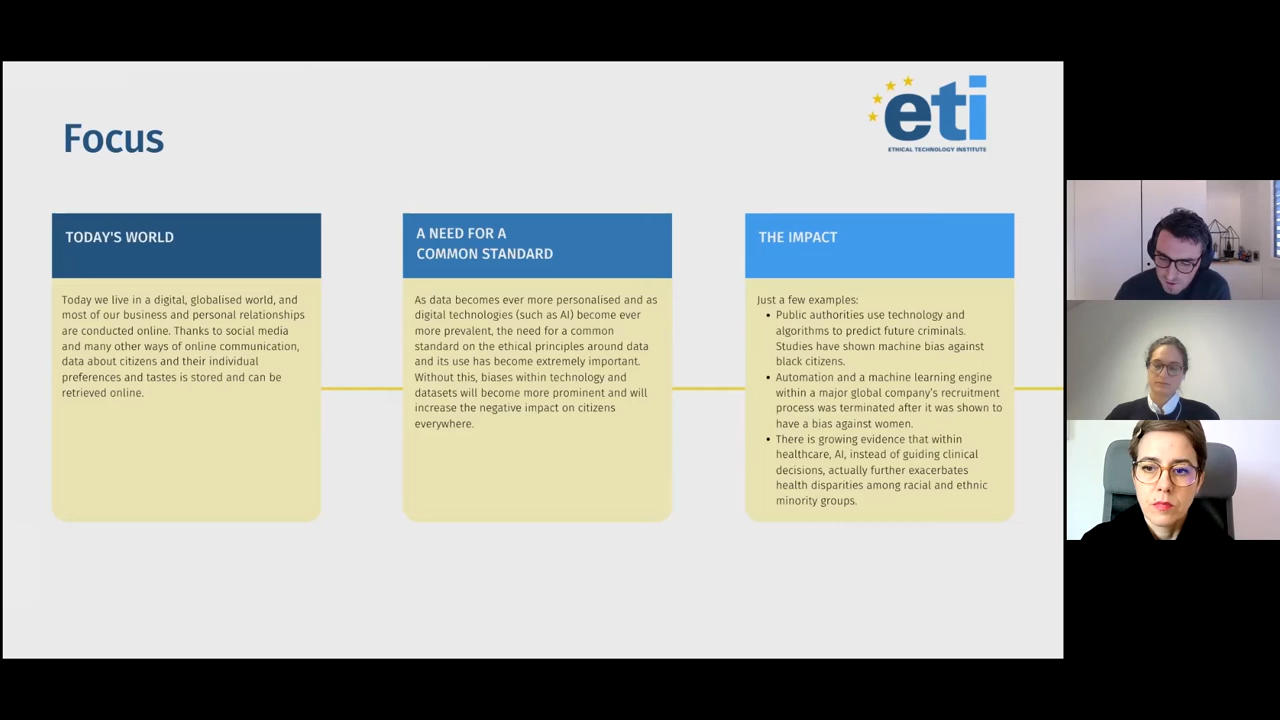 Focus
eti
ETHICAL TECHNOLOGY INSTITUTE
TODAY'S WORLD
Today we live in a digital, globalised world, and
most of our business and personal relationships
are conducted online. Thanks to social media
and many other ways of online communication,
data about citizens and their individual
preferences and tastes is stored and can be
retrieved online.
A NEED FOR A
COMMON STANDARD
As data becomes ever more personalised and as
digital technologies (such as AI) become ever
more prevalent, the need for a common
standard on the ethical principles around data
and its use has become extremely important.
Without this, biases within technology and
datasets will become more prominent and will
increase the negative impact on citizens
everywhere.
THE IMPACT
Just a few examples:
• Public authorities use technology and
algorithms to predict future criminals.
Studies have shown machine bias against
black citizens.
• Automation and a machine learning engine
within a major global company's recruitment
process was terminated after it was shown to
have a bias against women.
• There is growing evidence that within
healthcare, AI, instead of guiding clinical
decisions, actually further exacerbates
health disparities among racial and ethnic
minority groups.